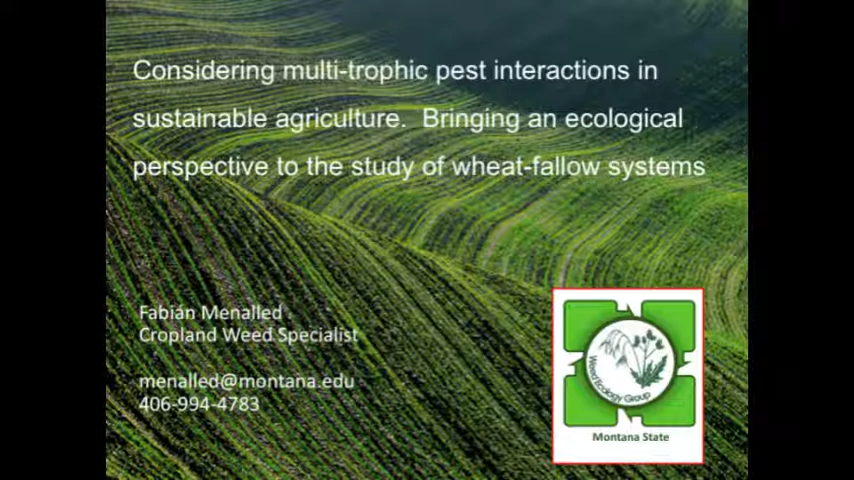 Considering multi-trophic pest interactions in
sustainable agriculture.  Bringing an ecological
perspective to the study of wheat-fallow systems
Fabián Menalled
Cropland Weed Specialist
menalled@montana.edu
406-994-4783
Weed Ecology Group
Montana State